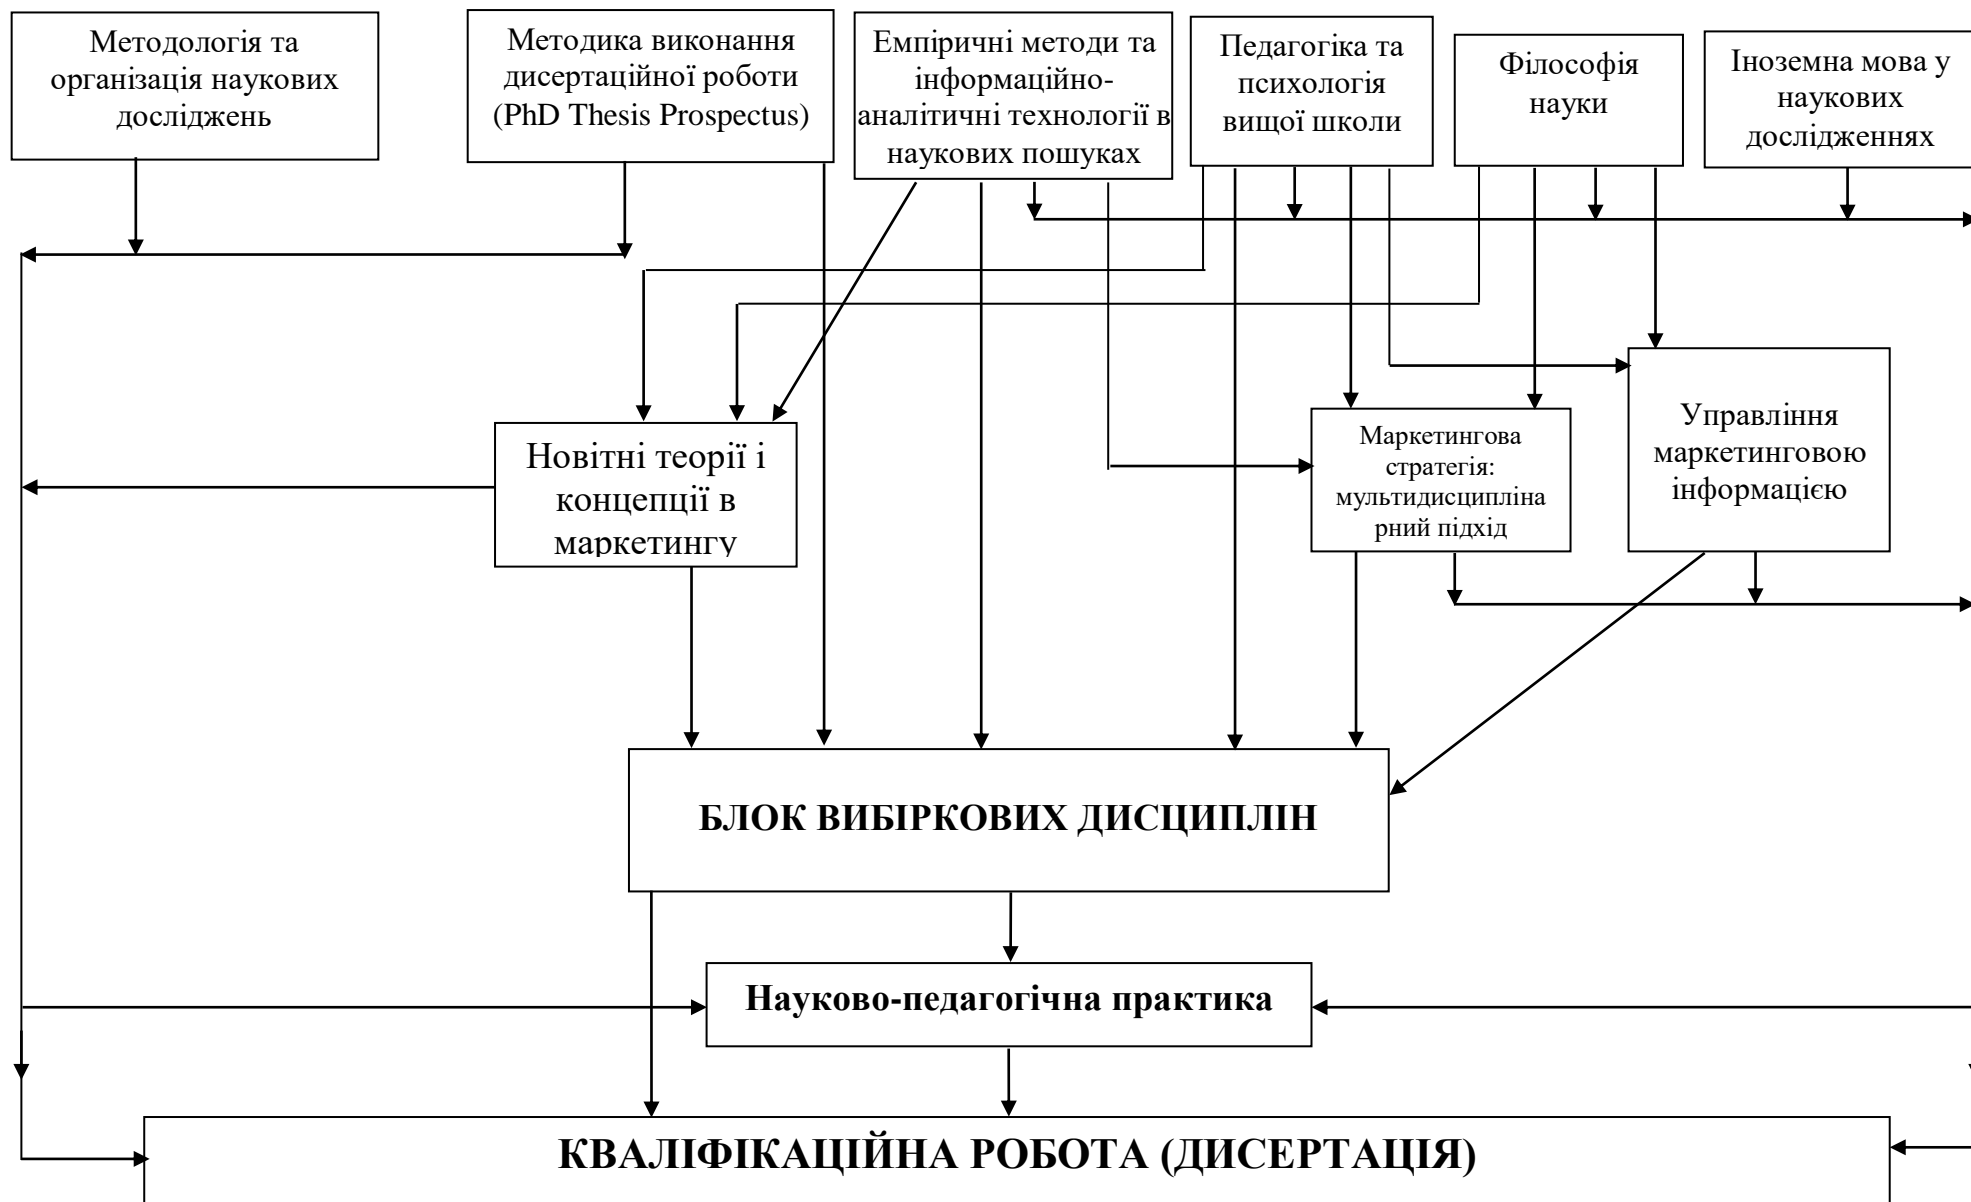 Методологія та
організація наукових
досліджень
Методика виконання
дисертаційної роботи
(PhD Thesis Prospectus)
Емпіричні методи та
інформаційно-
аналітичні технології в
наукових пошуках
Педагогіка та
психологія
вищої школи
Філософія
науки
Іноземна мова у
наукових
дослідженнях
Новітні теорії і
концепції в
маркетингу
Маркетингова
стратегія:
мультидисципліна
рний підхід
Управління
маркетинговою
інформацією
БЛОК ВИБІРКОВИХ ДИСЦИПЛІН
Науково-педагогічна практика
КВАЛІФІКАЦІЙНА РОБОТА (ДИСЕРТАЦІЯ)